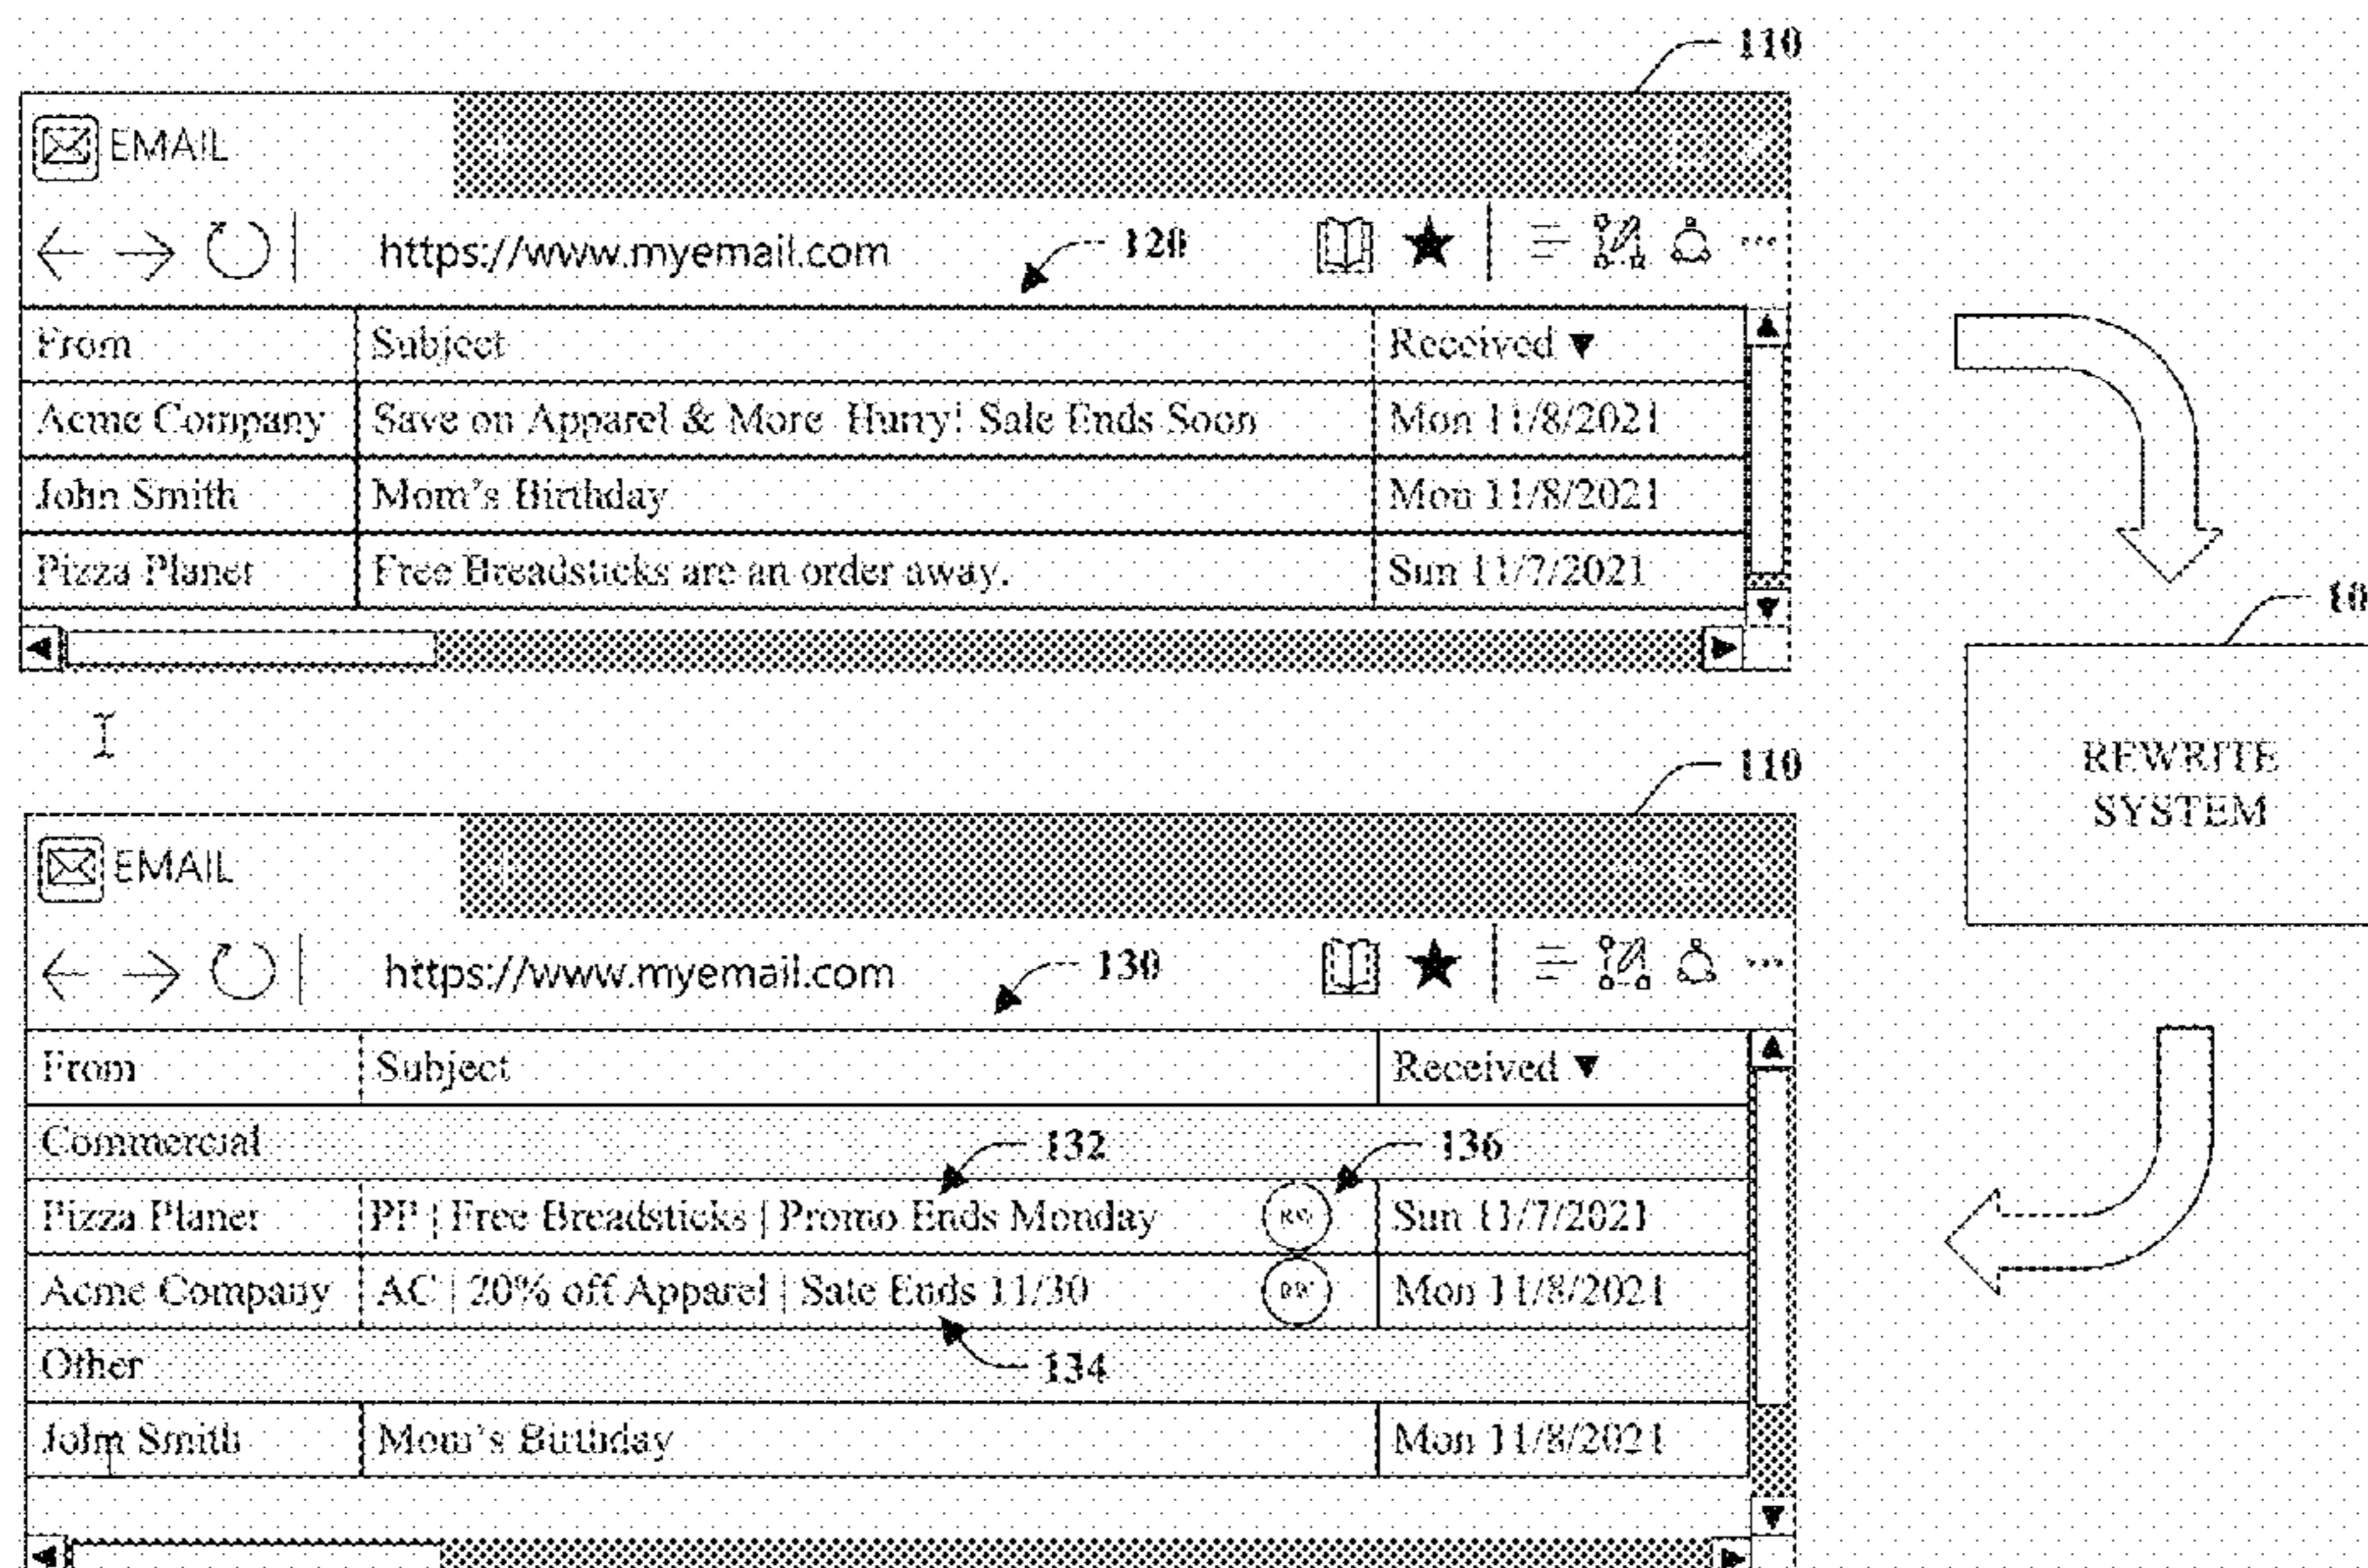 110
EMAIL
https://www.myemail.com
120
From Subject Received ▼
Acme Company Save on Apparel & More Hurry! Sale Ends Soon Mon 11/8/2021
John Smith Mom's Birthday Mon 11/8/2021
Pizza Planet Free Breadsticks are an order away. Sun 11/7/2021
10
REWRITE
SYSTEM
110
EMAIL
https://www.myemail.com
130
From Subject Received ▼
Commercial
132 136
Pizza Planet PP | Free Breadsticks | Promo Ends Monday Sun 11/7/2021
Acme Company AC | 20% off Apparel | Sale Ends 11/30 Mon 11/8/2021
Other
134
John Smith Mom's Birthday Mon 11/8/2021